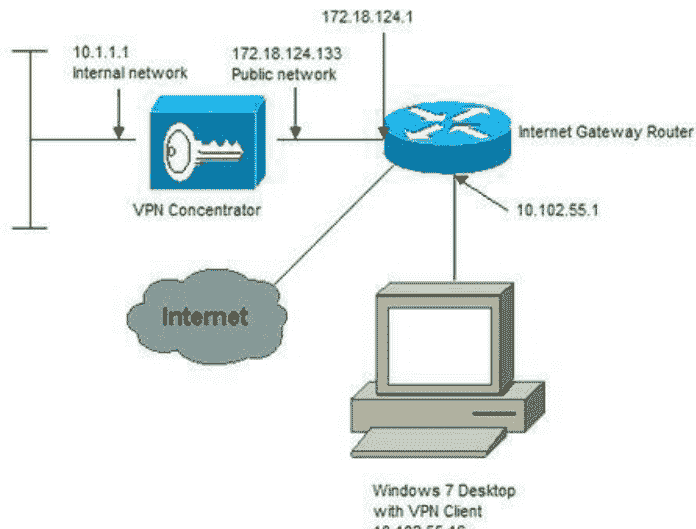 172.18.124.1
10.1.1.1
Internal network
172.18.124.133
Public network
Internet Gateway Router
VPN Concentrator
10.102.55.1
Internet
Windows 7 Desktop
with VPN Client